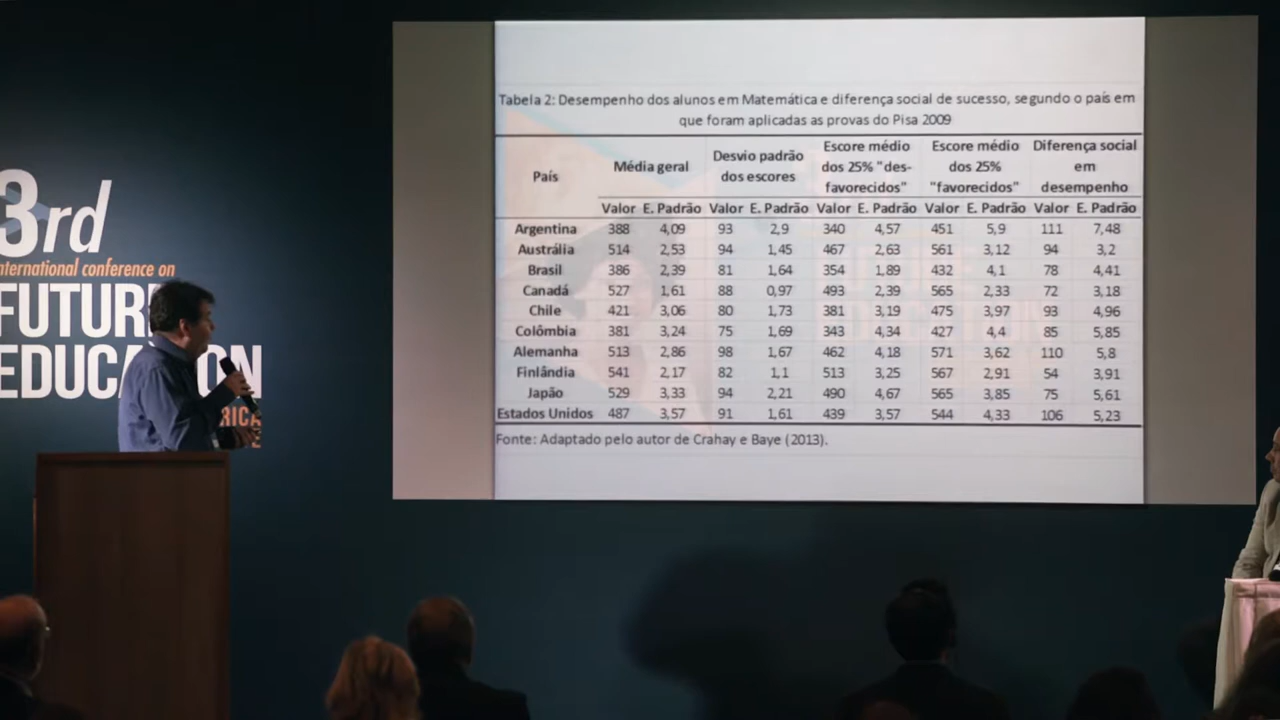 3rd
nternational conference on
FUTUR
EDUCA ON
RICA
Tabela 2: Desempenho dos alunos em Matemática e diferença social de sucesso, segundo o país em
que foram aplicadas as provas do Pisa 2009
País Média geral Desvio padrão dos escores Escore médio dos 25% "des-favorecidos" Escore médio dos 25% "favorecidos" Diferença social em desempenho
Valor E. Padrão Valor E. Padrão Valor E. Padrão Valor E. Padrão Valor E. Padrão
Argentina 388 4,09 93 2,9 340 4,57 451 5,9 111 7,48
Austrália 514 2,53 94 1,45 467 2,63 561 3,12 94 3,2
Brasil 386 2,39 81 1,64 354 1,89 432 4,1 78 4,41
Canadá 527 1,61 88 0,97 493 2,39 565 2,33 72 3,18
Chile 421 3,06 80 1,73 381 3,19 475 3,97 93 4,96
Colômbia 381 3,24 75 1,69 343 4,34 427 4,4 85 5,85
Alemanha 513 2,86 98 1,67 462 4,18 571 3,62 110 5,8
Finlândia 541 2,17 82 1,1 513 3,25 567 2,91 54 3,91
Japão 529 3,33 94 2,21 490 4,67 565 3,85 75 5,61
Estados Unidos 487 3,57 91 1,61 439 3,57 544 4,33 106 5,23
Fonte: Adaptado pelo autor de Crahay e Baye (2013).